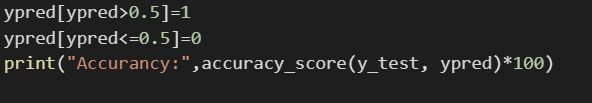 ypred[ypred>0.5]=1
ypred[ypred<=0.5]=0
print("Accurancy:",accuracy_score(y_test, ypred)*100)